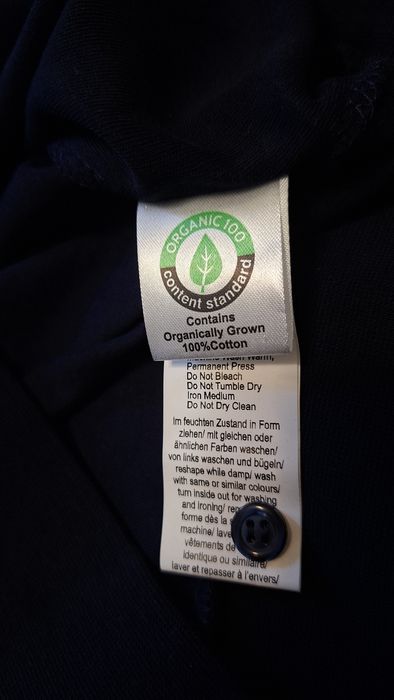 ORGANIC 100
content standard
Contains
Organically Grown
100%Cotton
Machine Wash Warm,
Permanent Press
Do Not Bleach
Do Not Tumble Dry
Iron Medium
Do Not Dry Clean
Im feuchten Zustand in Form
ziehen/ mit gleichen oder
ähnlichen Farben waschen/
von links waschen und bügeln/
reshape while damp/ wash
with same or similar colours/
turn inside out for washing
and ironing/
forme dès la
machine/
vêtements de
identique ou similaire/
laver et repasser à l'envers/